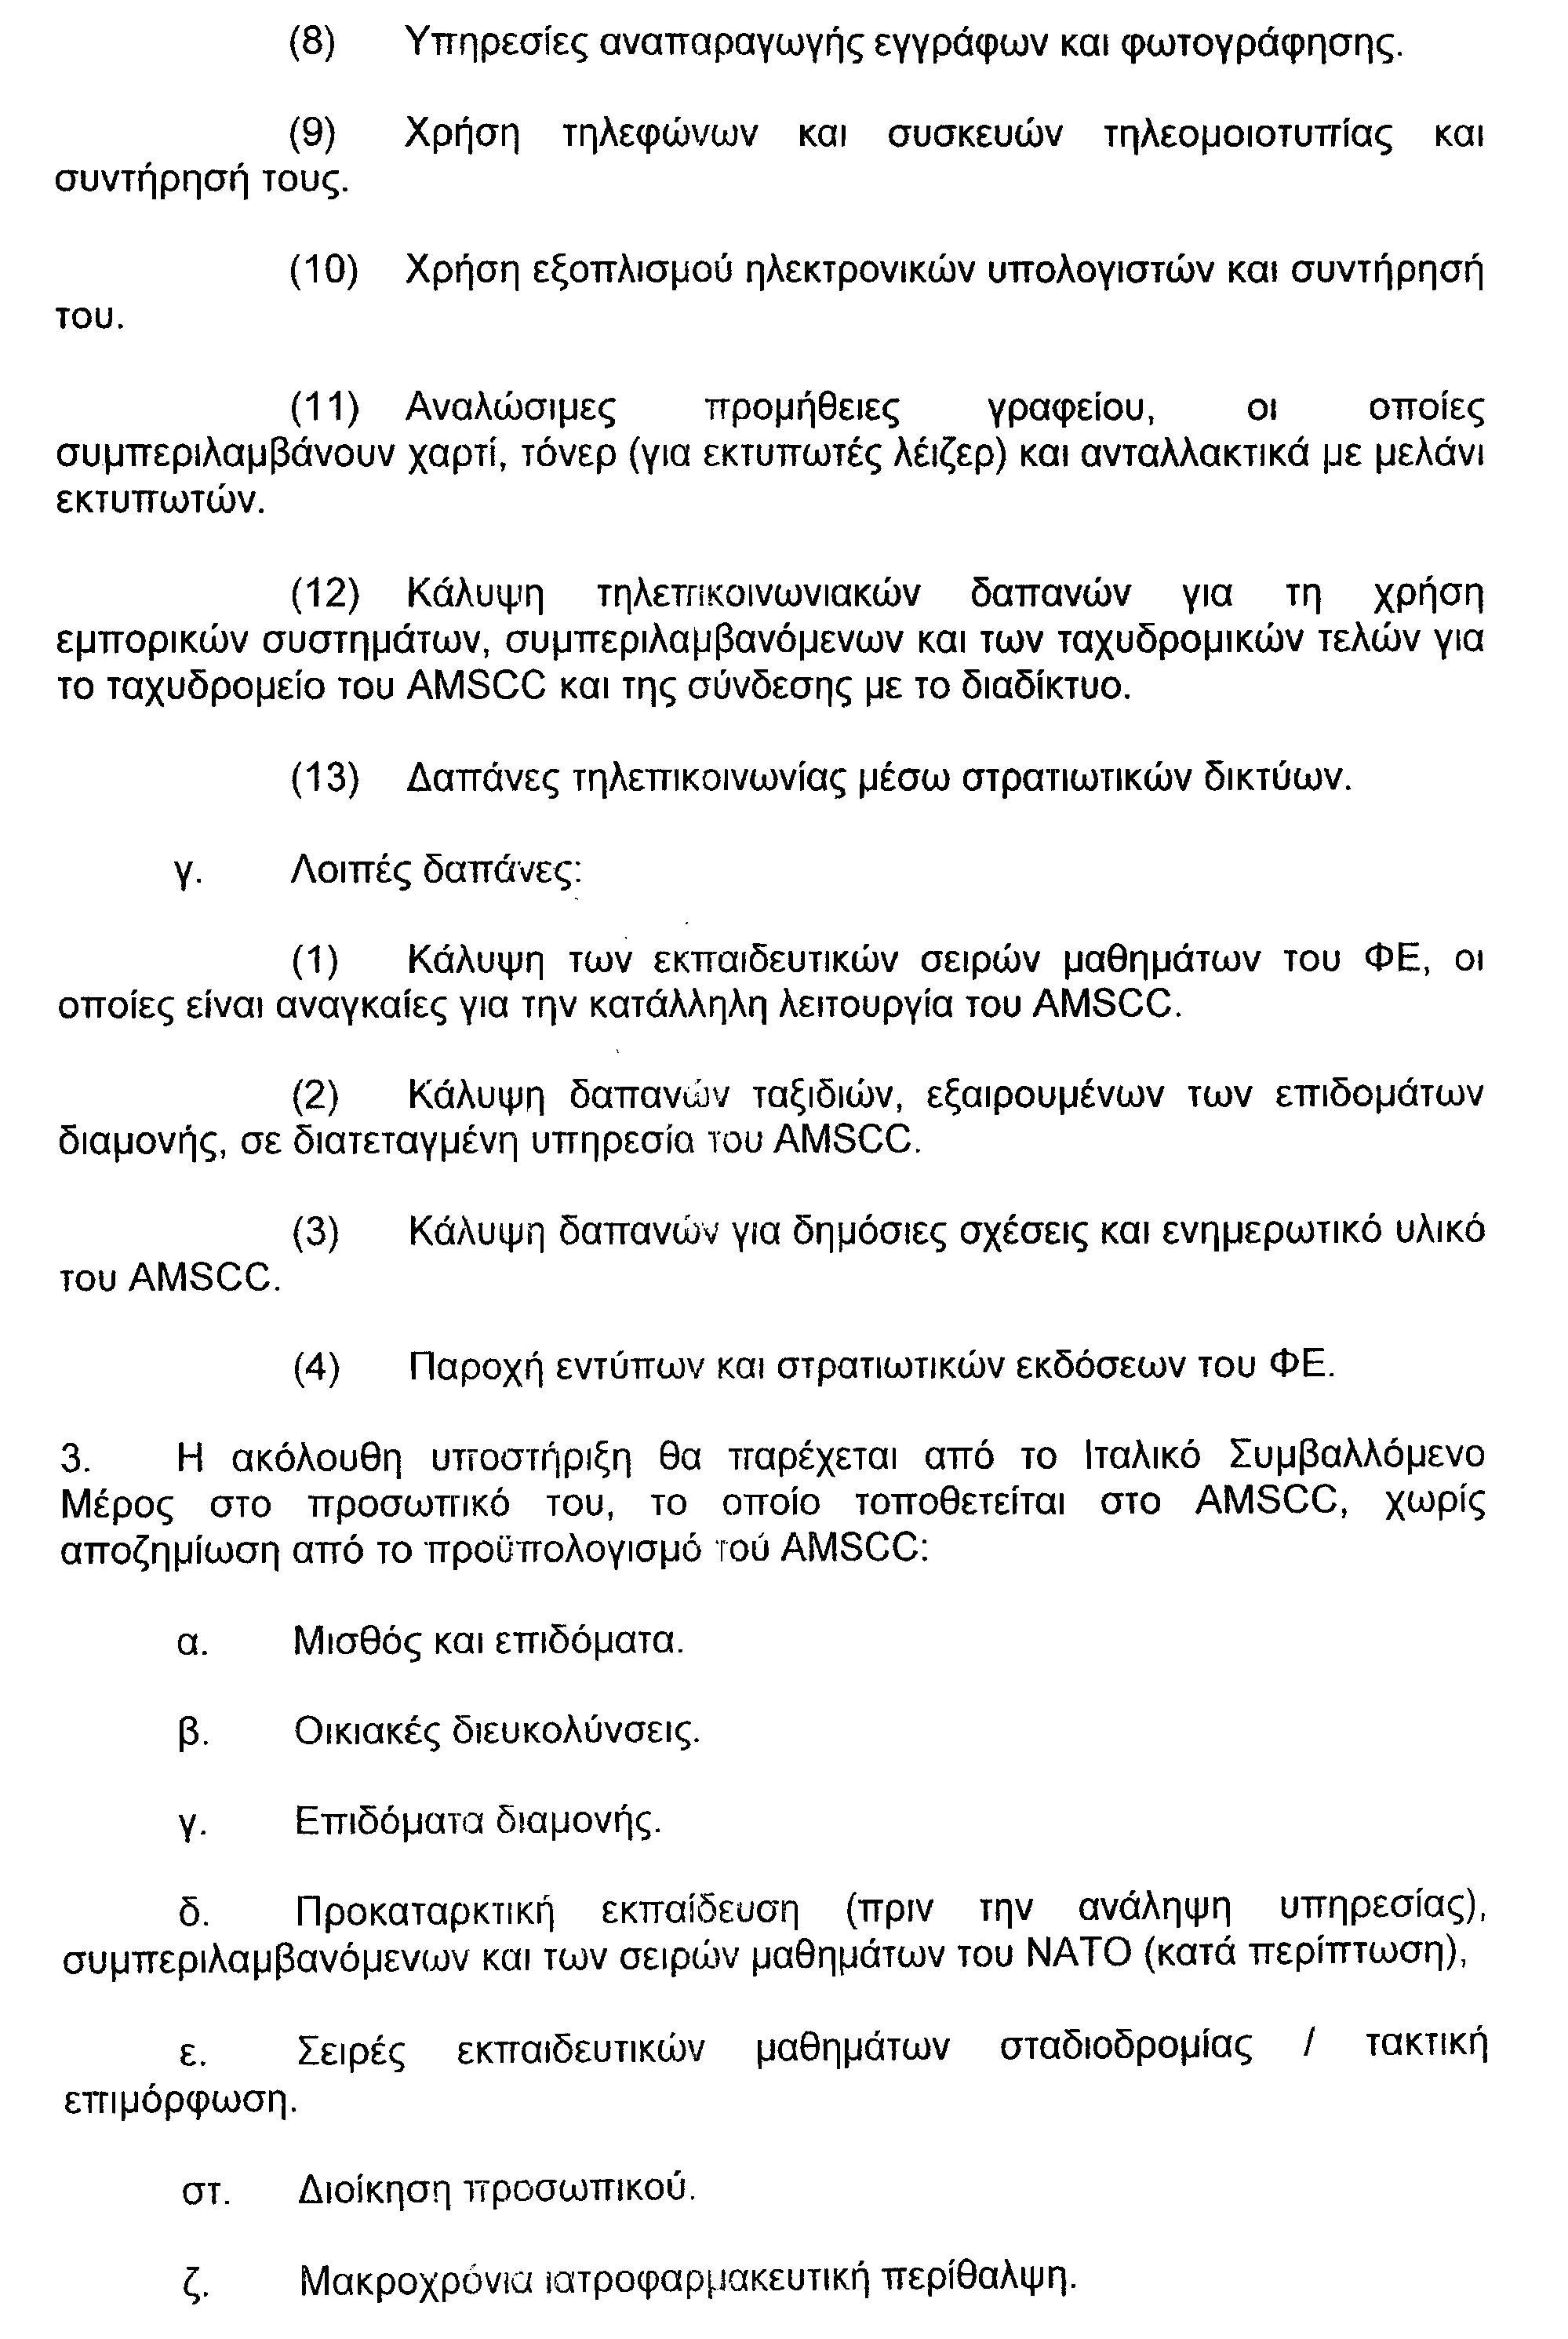 (8) Υπηρεσίες αναπαραγωγής εγγράφων και φωτογράφησης.
(9) Χρήση τηλεφώνων και συσκευών τηλεομοιοτυπίας και
συντήρησή τους.
(10) Χρήση εξοπλισμού ηλεκτρονικών υπολογιστών και συντήρησή
του.
(11) Αναλώσιμες προμήθειες γραφείου, οι οποίες
συμπεριλαμβάνουν χαρτί, τόνερ (για εκτυπωτές λέιζερ) και ανταλλακτικά με μελάνι
εκτυπωτών.
(12) Κάλυψη τηλεπικοινωνιακών δαπανών για τη χρήση
εμπορικών συστημάτων, συμπεριλαμβανόμενων και των ταχυδρομικών τελών για
το ταχυδρομείο του AMSCC και της σύνδεσης με το διαδίκτυο.
(13) Δαπάνες τηλεπικοινωνίας μέσω στρατιωτικών δικτύων.
γ. Λοιπές δαπάνες:
(1) Κάλυψη των εκπαιδευτικών σειρών μαθημάτων του ΦΕ, οι
οποίες είναι αναγκαίες για την κατάλληλη λειτουργία του AMSCC.
(2) Κάλυψη δαπανών ταξιδιών, εξαιρουμένων των επιδομάτων
διαμονής, σε διατεταγμένη υπηρεσία του AMSCC.
(3) Κάλυψη δαπανών για δημόσιες σχέσεις και ενημερωτικό υλικό
του AMSCC.
(4) Παροχή εντύπων και στρατιωτικών εκδόσεων του ΦΕ.
3. Η ακόλουθη υποστήριξη θα παρέχεται από το Ιταλικό Συμβαλλόμενο
Μέρος στο προσωπικό του, το οποίο τοποθετείται στο AMSCC, χωρίς
αποζημίωση από το προϋπολογισμό τού AMSCC:
α. Μισθός και επιδόματα.
β. Οικιακές διευκολύνσεις.
γ. Επιδόματα διαμονής.
δ. Προκαταρκτική εκπαίδευση (πριν την ανάληψη υπηρεσίας),
συμπεριλαμβανόμενων και των σειρών μαθημάτων του ΝΑΤΟ (κατά περίπτωση),
ε. Σειρές εκπαιδευτικών μαθημάτων σταδιοδρομίας / τακτική
επιμόρφωση.
στ. Διοίκηση προσωπικού.
ζ. Μακροχρόνια ιατροφαρμακευτική περίθαλψη.